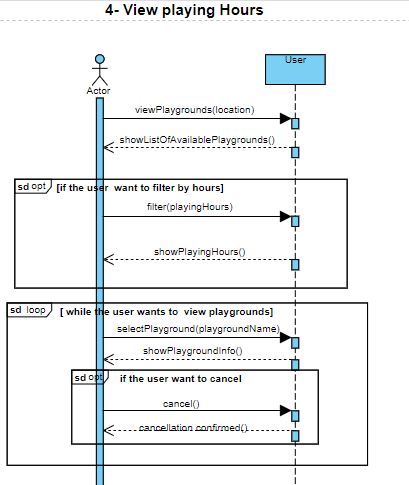 4- View playing Hours
User
Actor
viewPlaygrounds(location)
showListOfAvailablePlaygrounds()
sd opt [if the user want to filter by hours]
filter(playingHours)
showPlayingHours()
sd loop [ while the user wants to view playgrounds]
selectPlayground(playgroundName)
showPlaygroundInfo()
sd opt if the user want to cancel
cancel()
cancellation confirmed()